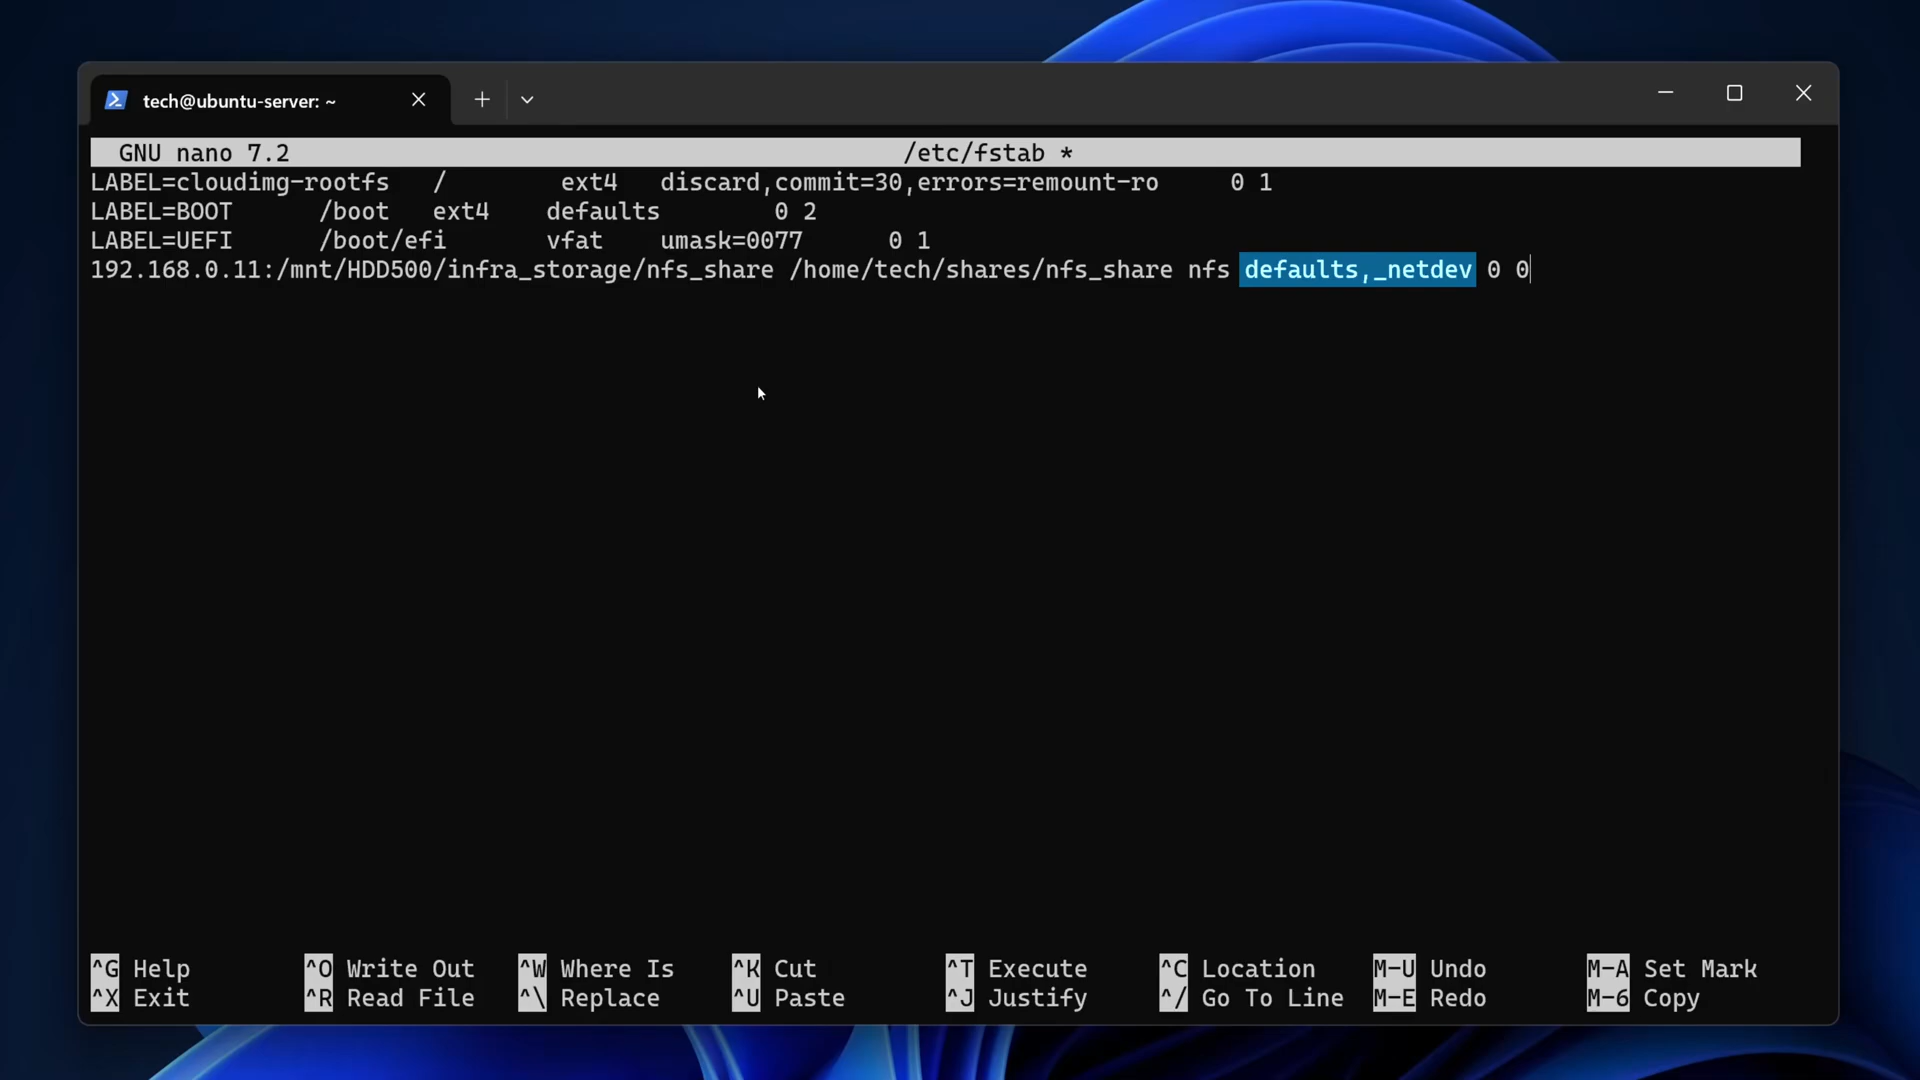 tech@ubuntu-server: ~
GNU nano 7.2 /etc/fstab *
LABEL=cloudimg-rootfs / ext4 discard,commit=30,errors=remount-ro 0 1
LABEL=BOOT /boot ext4 defaults 0 2
LABEL=UEFI /boot/efi vfat umask=0077 0 1
192.168.0.11:/mnt/HDD500/infra_storage/nfs_share /home/tech/shares/nfs_share nfs defaults,_netdev 0 0
^G Help ^O Write Out ^W Where Is ^K Cut ^T Execute ^C Location M-U Undo M-A Set Mark
^X Exit ^R Read File ^\ Replace ^U Paste ^J Justify ^/ Go To Line M-E Redo M-6 Copy